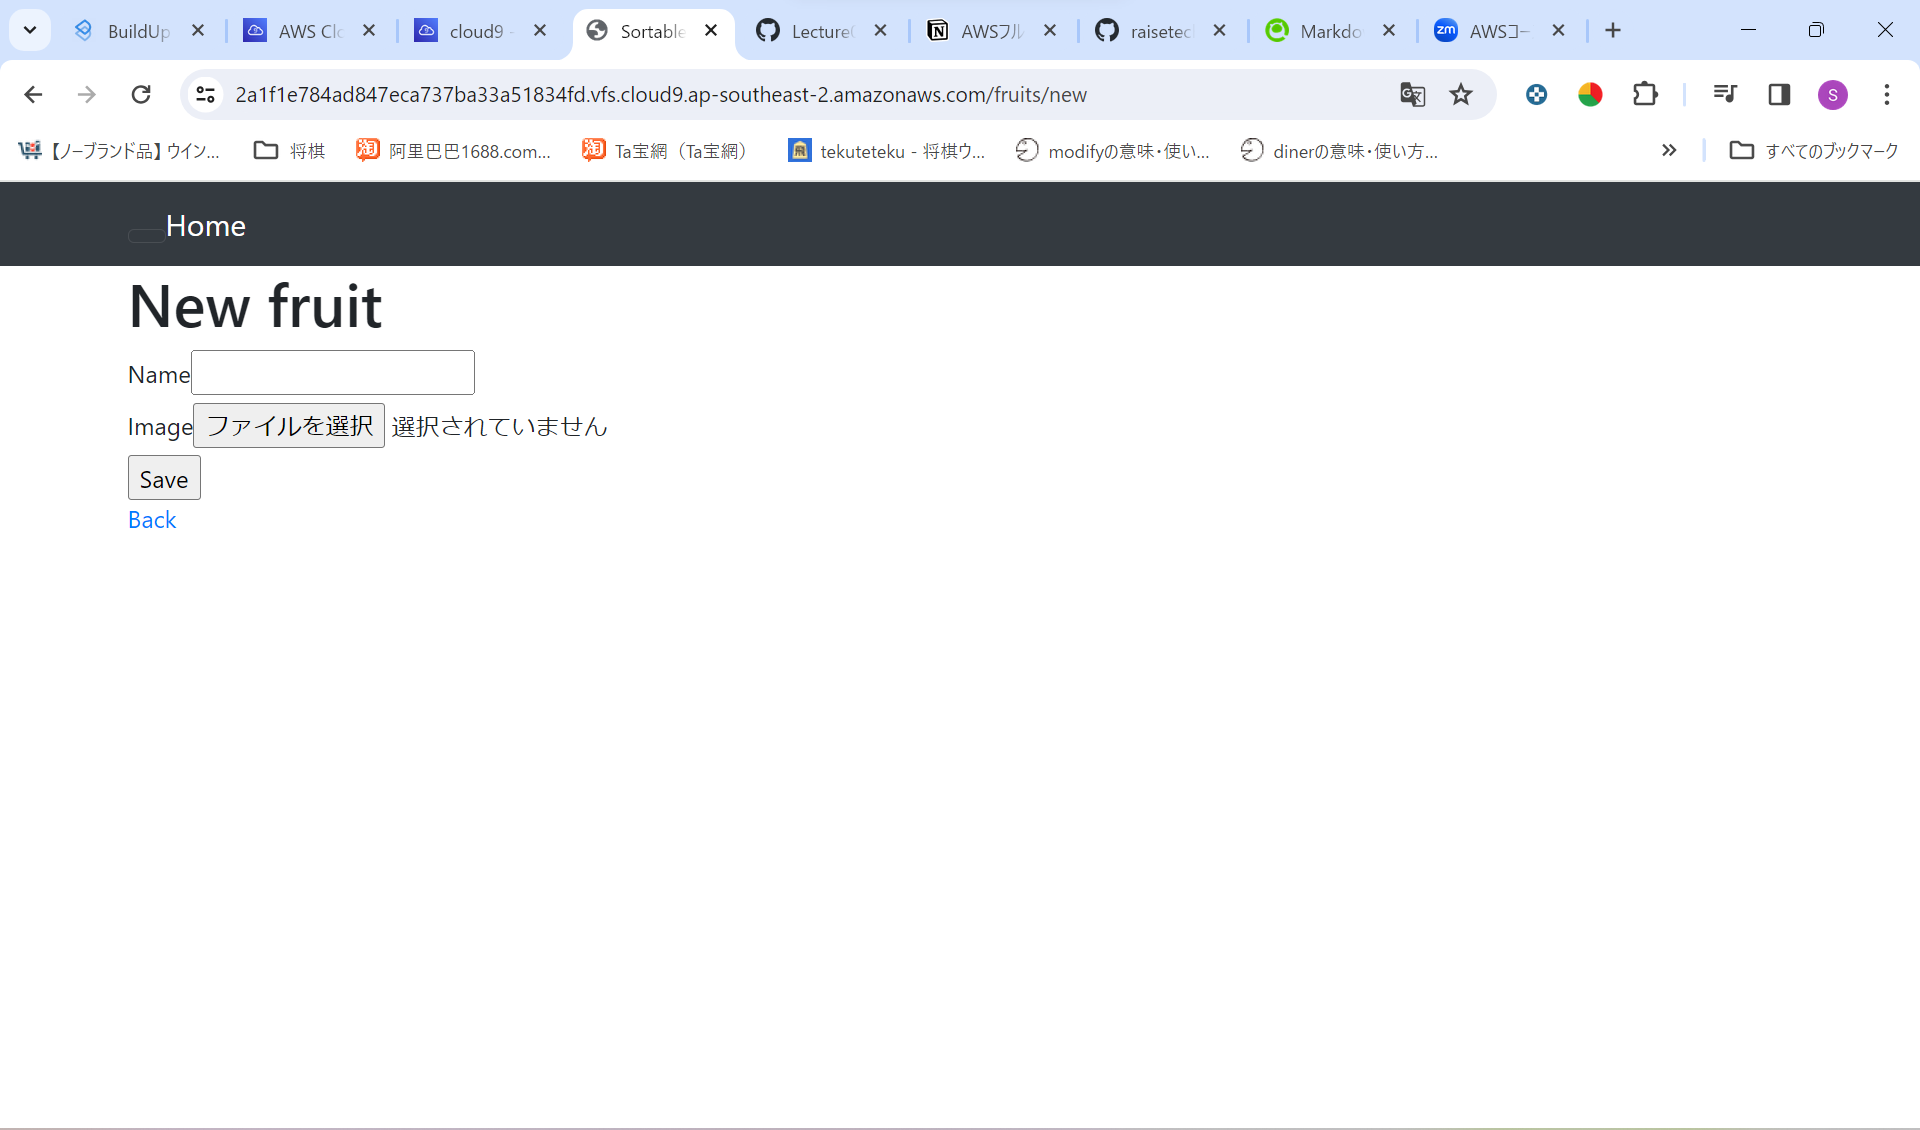 BuildUp AWS Clo cloud9 - Sortable Lecture AWSフル raisetec Markdo zm AWSコー
2a1f1e784ad847eca737ba33a51834fd.vfs.cloud9.ap-southeast-2.amazonaws.com/fruits/new S
【ノーブランド品】ウイン... 将棋 淘 阿里巴巴1688.com... 淘 Ta宝網（Ta宝網） 飛 tekuteteku - 将棋ウ... modifyの意味・使い... dinerの意味・使い方... すべてのブックマーク
Home
New fruit
Name
Image ファイルを選択 選択されていません
Save
Back